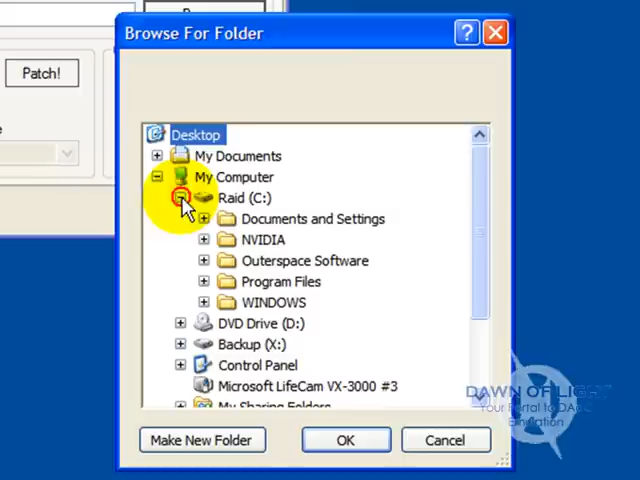 Browse For Folder
Patch!
Desktop
My Documents
My Computer
Raid (C:)
Documents and Settings
NVIDIA
Outerspace Software
Program Files
WINDOWS
DVD Drive (D:)
Backup (X:)
Control Panel
Microsoft LifeCam VX-3000 #3
My Sharing Folders
DAWN OF LIGHT
Your Portal to DAoC
Emulation
Make New Folder
OK
Cancel